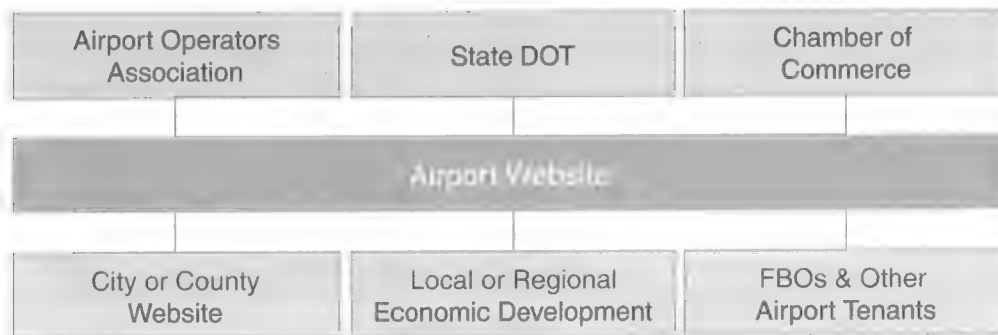 Airport Operators
Association
State DOT
Chamber of
Commerce
Airport Website
City or County
Website
Local or Regional
Economic Development
FBOs & Other
Airport Tenants